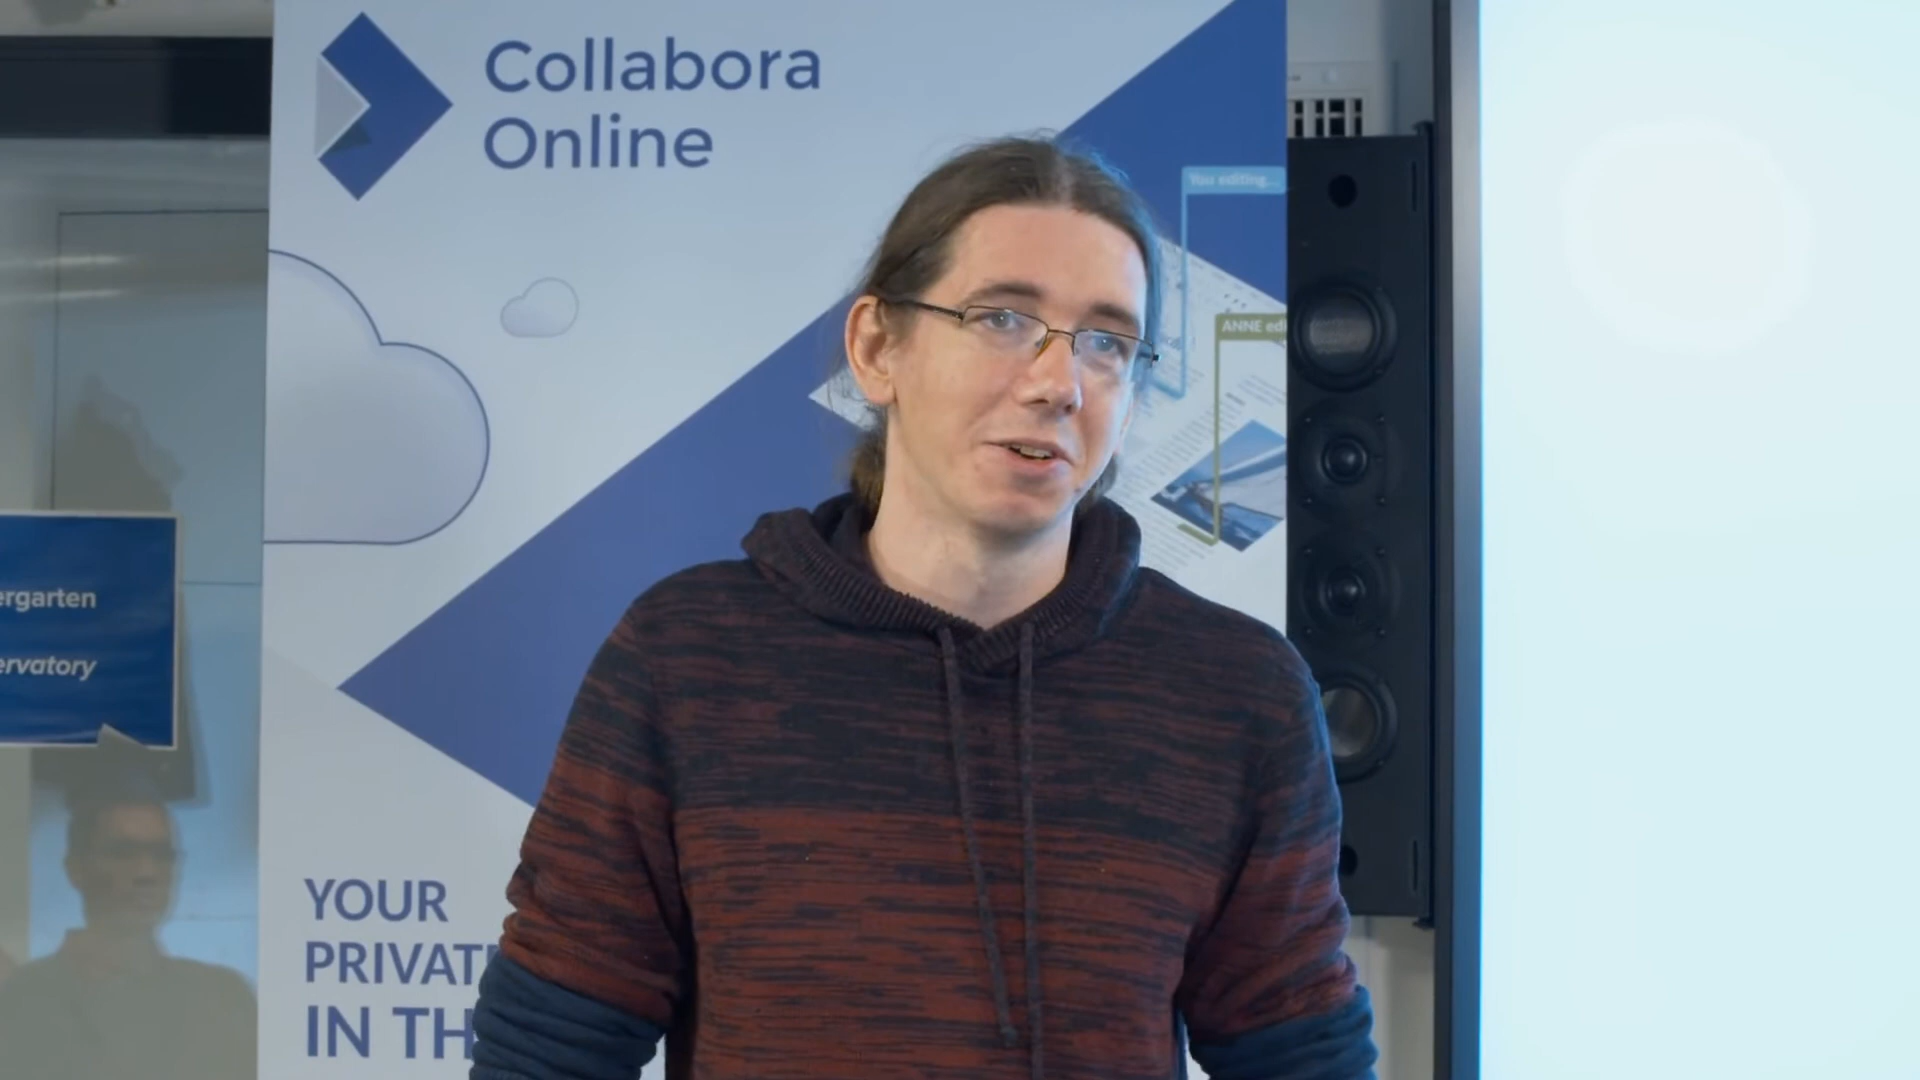 Collabora
Online
You editing...
ANNE edi
ergarten
ervatory
YOUR
PRIVAT
IN TH